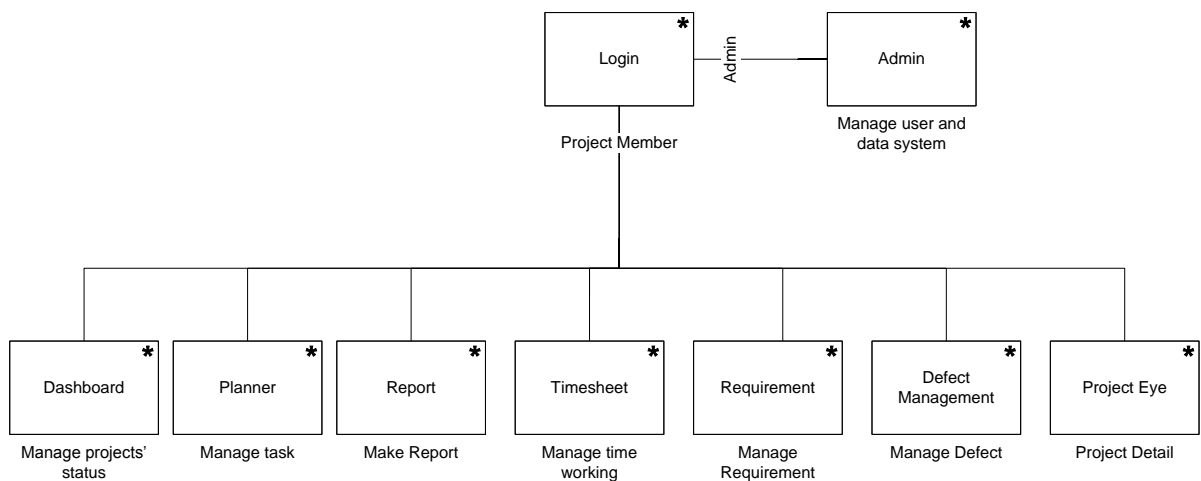 *
*
Login
Admin
Admin
Project Member
Manage user and
data system
*
*
*
*
*
*
*
Dashboard
Planner
Report
Timesheet
Requirement
Defect
Management
Project Eye
Manage projects'
status
Manage task
Make Report
Manage time
working
Manage
Requirement
Manage Defect
Project Detail